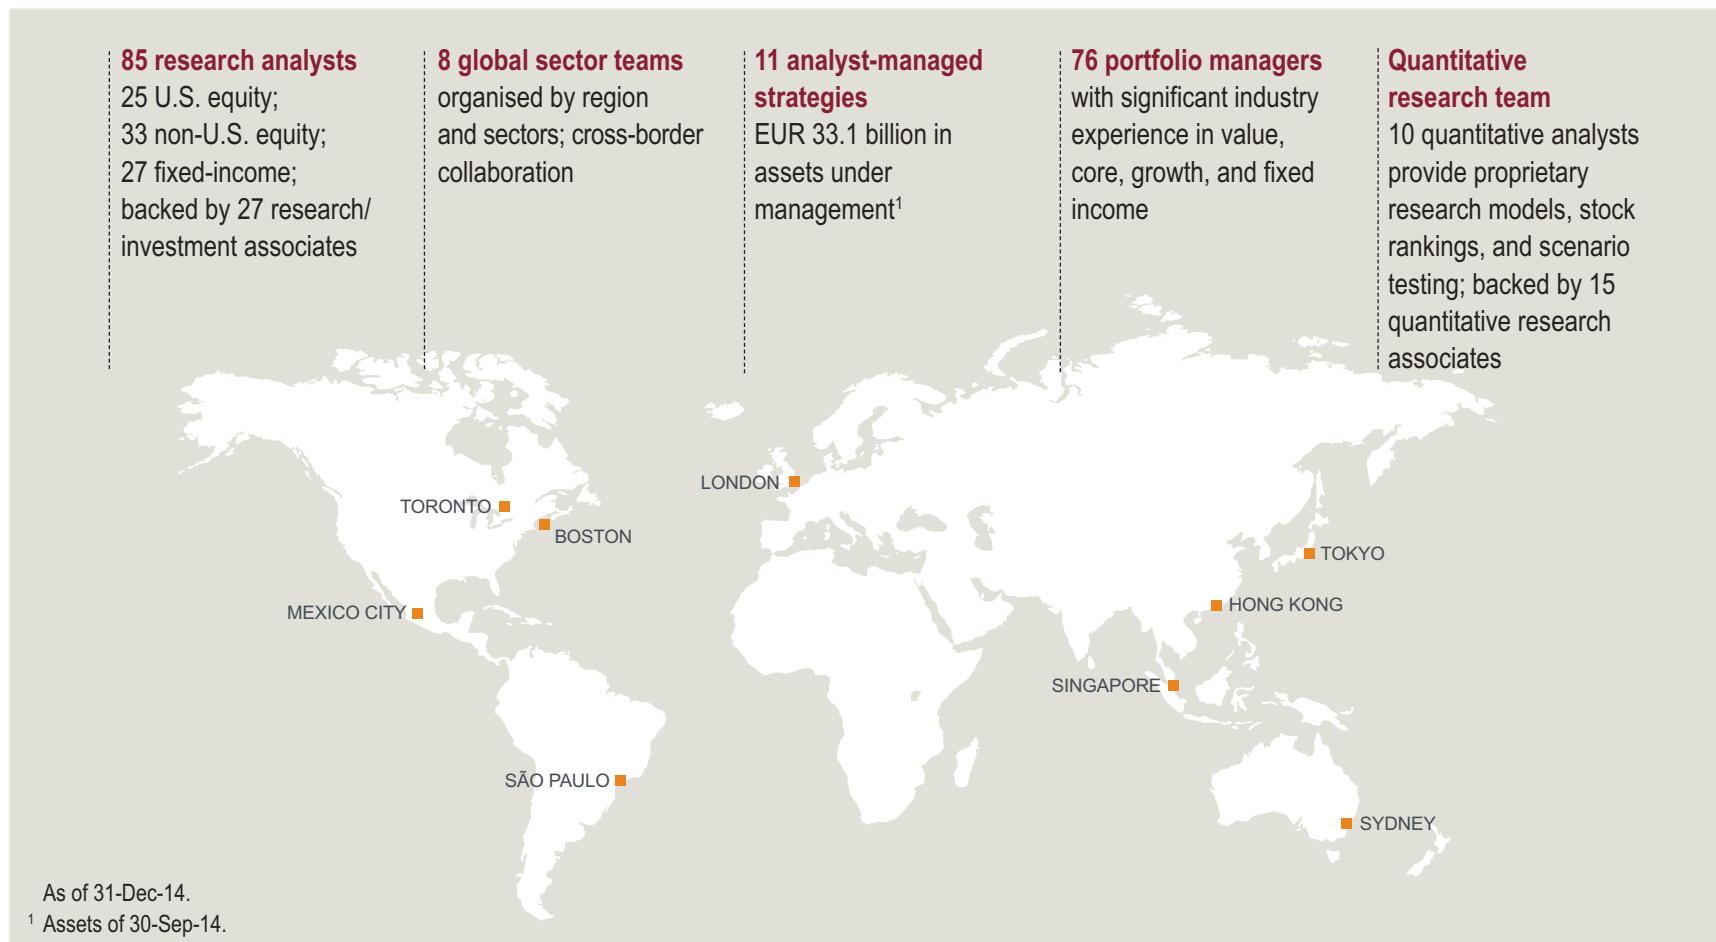 85 research analysts
25 U.S. equity;
33 non-U.S. equity;
27 fixed-income;
backed by 27 research/
investment associates
8 global sector teams
organised by region
and sectors; cross-border
collaboration
11 analyst-managed
strategies
EUR 33.1 billion in
assets under
management¹
76 portfolio managers
with significant industry
experience in value,
core, growth, and fixed
income
Quantitative
research team
10 quantitative analysts
provide proprietary
research models, stock
rankings, and scenario
testing; backed by 15
quantitative research
associates
LONDON
TORONTO
BOSTON
TOKYO
MEXICO CITY
HONG KONG
SINGAPORE
SÃO PAULO
SYDNEY
As of 31-Dec-14.
¹ Assets of 30-Sep-14.